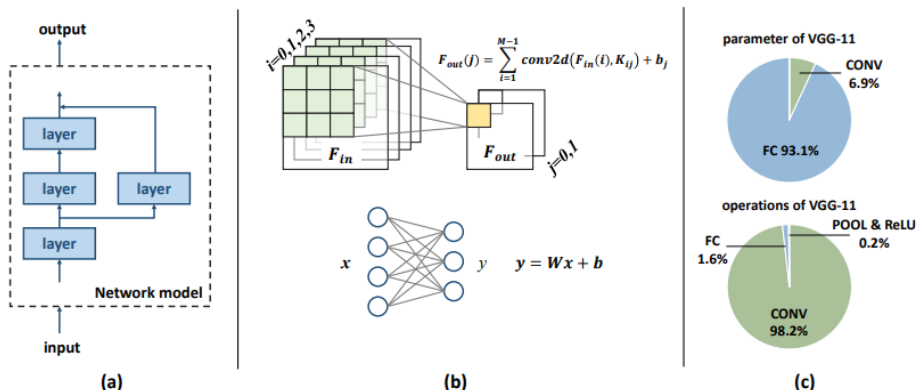 output
layer
layer
layer
layer
Network model
input
(a)
i=0,1,2,3
F_out(j) = ∑_{i=1}^{M-1} conv2d(F_in(i), K_ij) + b_j
F_in
F_out
j=0,1
x
y
y = Wx + b
(b)
parameter of VGG-11
CONV
6.9%
FC 93.1%
operations of VGG-11
POOL & ReLU
0.2%
FC
1.6%
CONV
98.2%
(c)